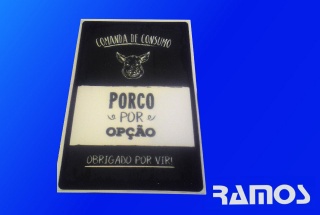 COMANDA DE CONSUMO
PORCO
POR
OPÇÃO
OBRIGADO POR VIR!
RAMOS